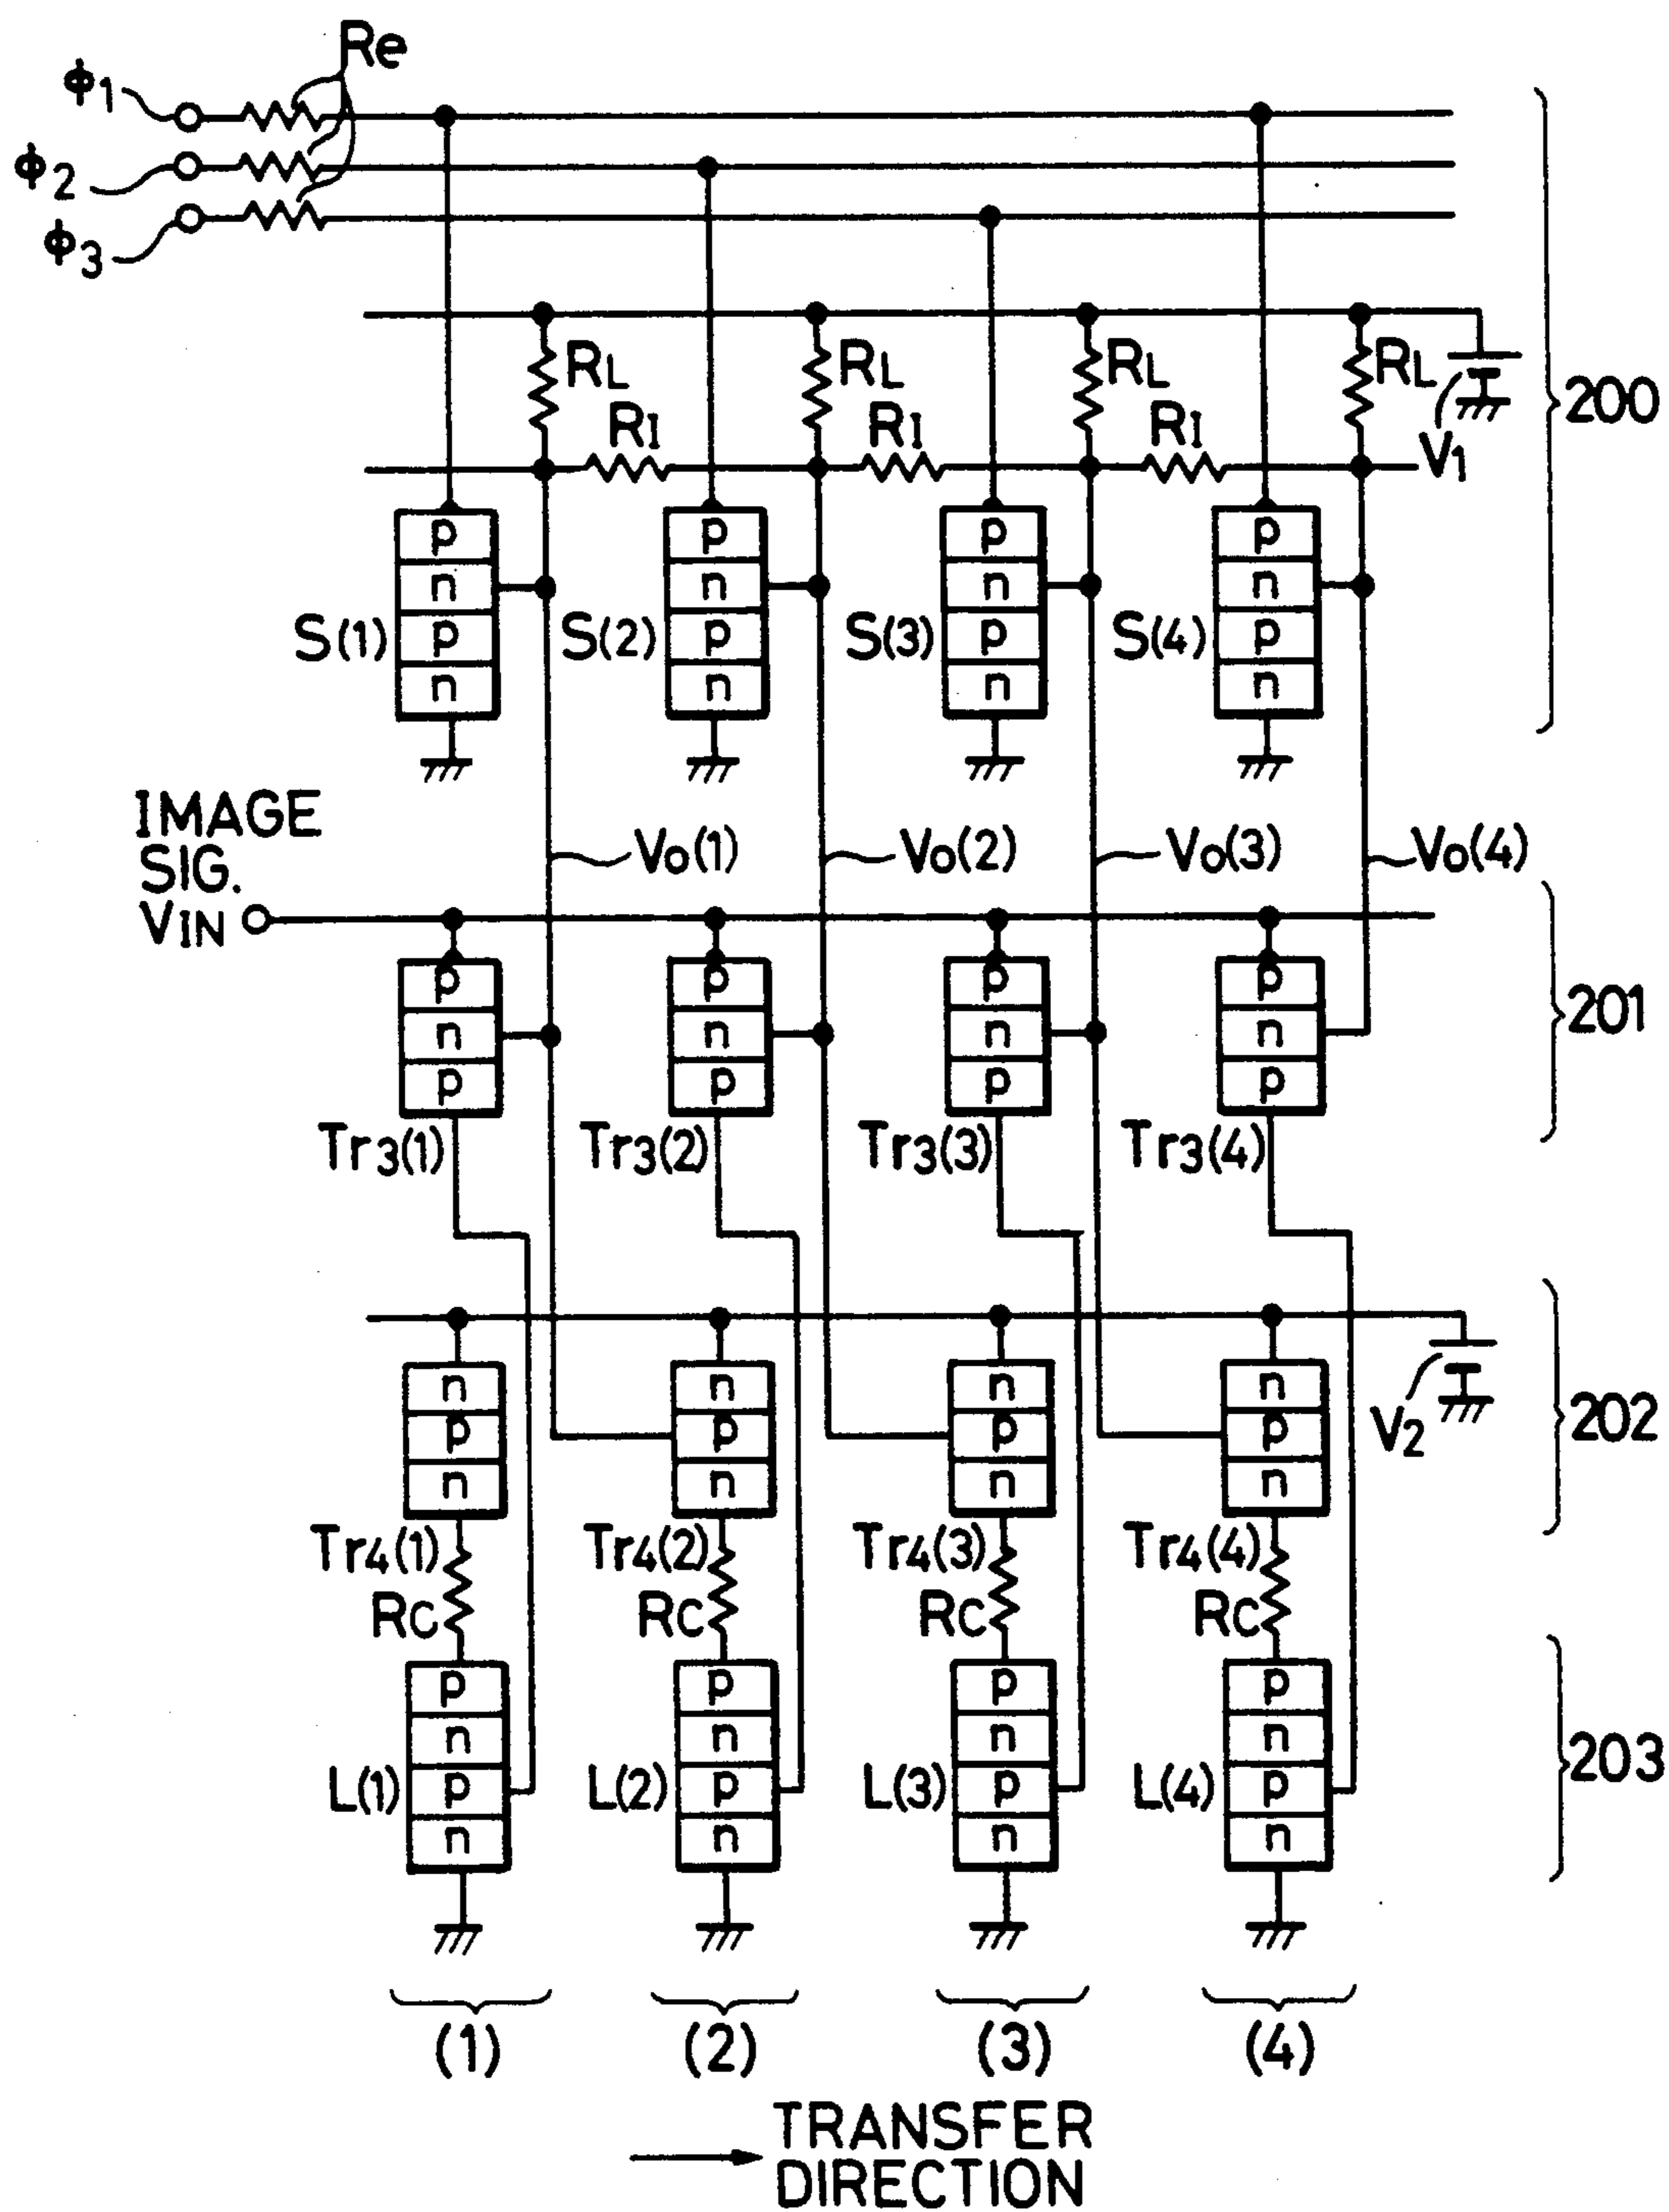 Re
ϕ1
ϕ2
ϕ3
RL RL RL RL
RI RI RI
V1
200
p p p p
n n n n
S(1) p S(2) p S(3) p S(4) p
n n n n
IMAGE
SIG.
VIN
Vo(1) Vo(2) Vo(3) Vo(4)
p p p p
n n n n
201
p p p p
Tr3(1) Tr3(2) Tr3(3) Tr3(4)
n n n n
p p p p
V2
202
n n n n
Tr4(1) Tr4(2) Tr4(3) Tr4(4)
RC RC RC RC
p p p p
n n n n
203
L(1) p L(2) p L(3) p L(4) p
n n n n
(1) (2) (3) (4)
TRANSFER
DIRECTION